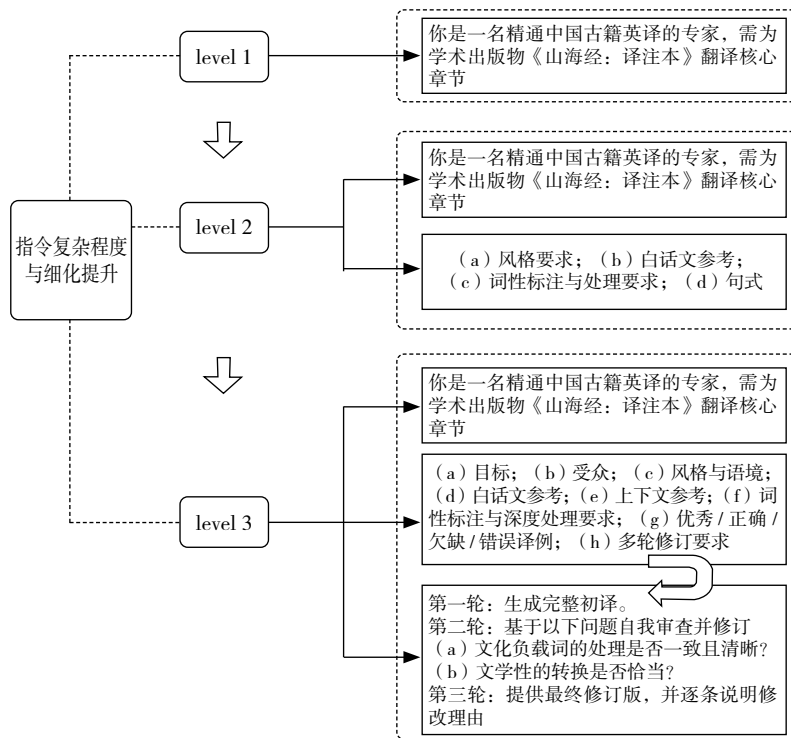 level 1
你是一名精通中国古籍英译的专家，需为
学术出版物《山海经：译注本》翻译核心
章节
指令复杂程度
与细化提升
level 2
你是一名精通中国古籍英译的专家，需为
学术出版物《山海经：译注本》翻译核心
章节
（a）风格要求；（b）白话文参考；
（c）词性标注与处理要求；（d）句式
level 3
你是一名精通中国古籍英译的专家，需为
学术出版物《山海经：译注本》翻译核心
章节
（a）目标；（b）受众；（c）风格与语境；
（d）白话文参考；（e）上下文参考；（f）词
性标注与深度处理要求；（g）优秀 / 正确 /
欠缺 / 错误译例；（h）多轮修订要求
第一轮：生成完整初译。
第二轮：基于以下问题自我审查并修订
（a）文化负载词的处理是否一致且清晰？
（b）文学性的转换是否恰当？
第三轮：提供最终修订版，并逐条说明修
改理由